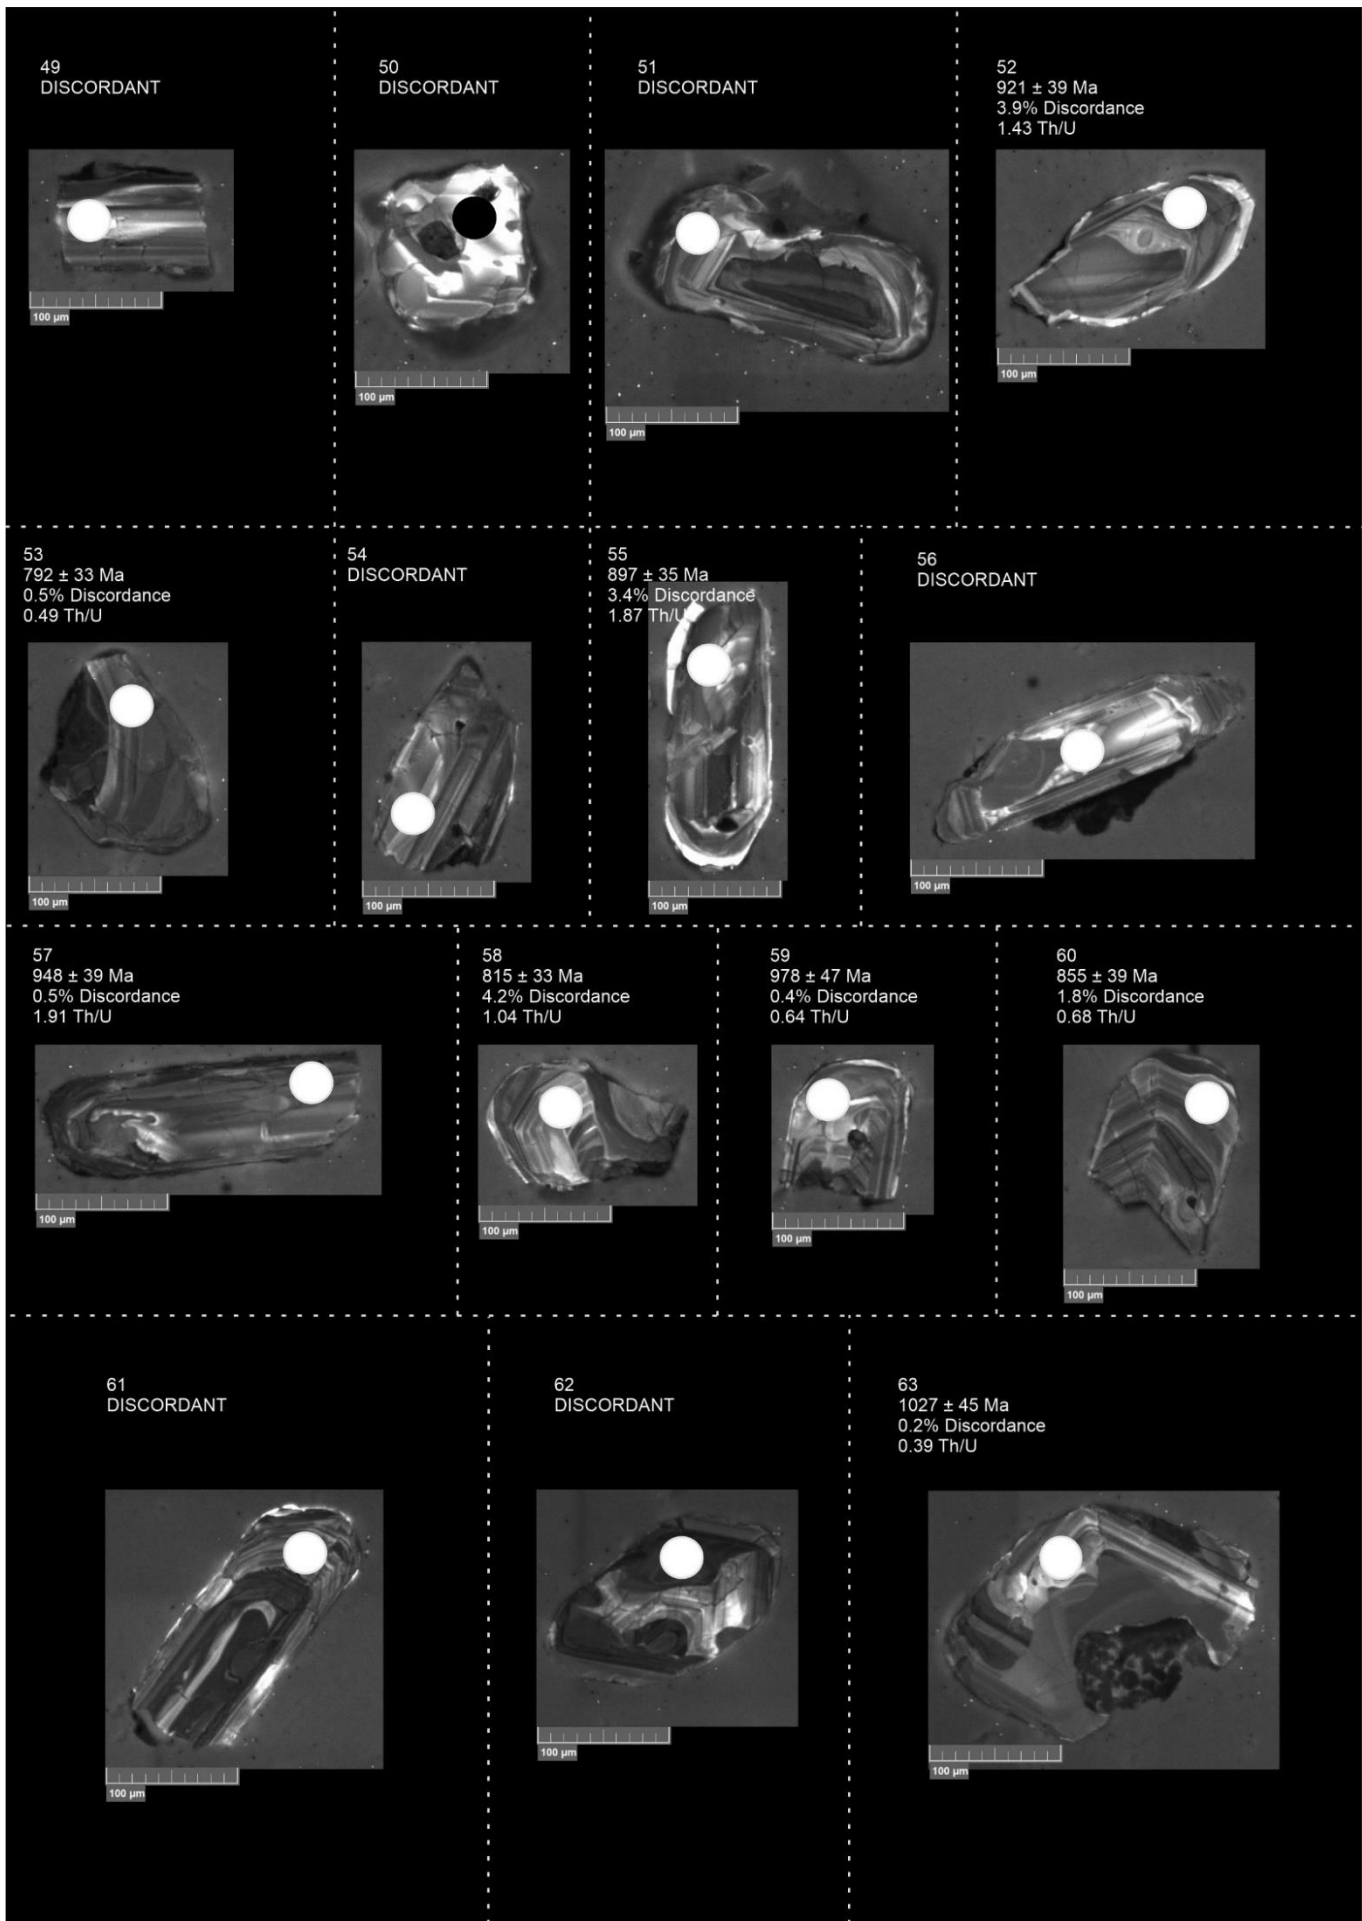 49
DISCORDANT
100 µm
50
DISCORDANT
100 µm
51
DISCORDANT
100 µm
52
921 ± 39 Ma
3.9% Discordance
1.43 Th/U
100 µm
53
792 ± 33 Ma
0.5% Discordance
0.49 Th/U
100 µm
54
DISCORDANT
100 µm
55
897 ± 35 Ma
3.4% Discordance
1.87 Th/U
100 µm
56
DISCORDANT
100 µm
57
948 ± 39 Ma
0.5% Discordance
1.91 Th/U
100 µm
58
815 ± 33 Ma
4.2% Discordance
1.04 Th/U
100 µm
59
978 ± 47 Ma
0.4% Discordance
0.64 Th/U
100 µm
60
855 ± 39 Ma
1.8% Discordance
0.68 Th/U
100 µm
61
DISCORDANT
100 µm
62
DISCORDANT
100 µm
63
1027 ± 45 Ma
0.2% Discordance
0.39 Th/U
100 µm